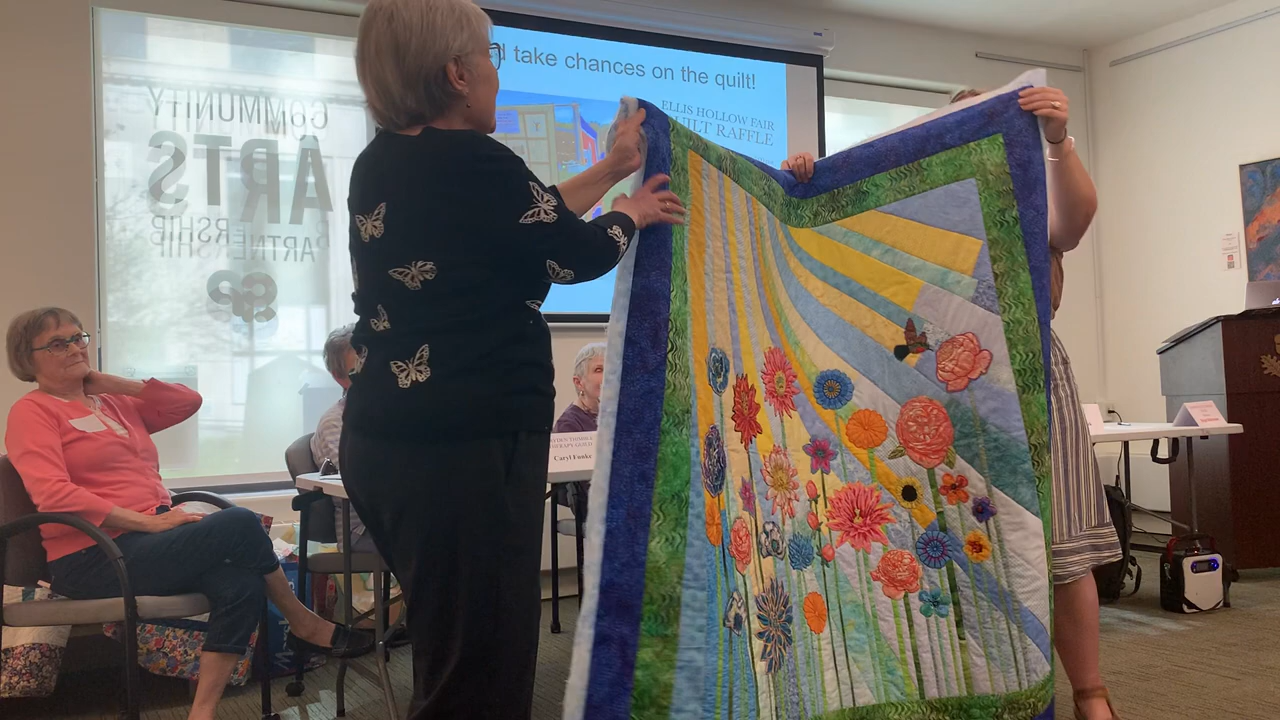 d take chances on the quilt!
ELLIS HOLLOW FAIR
QUILT RAFFLE
COMMUNITY
ARTS
PARTNERSHIP
Caryl Funke